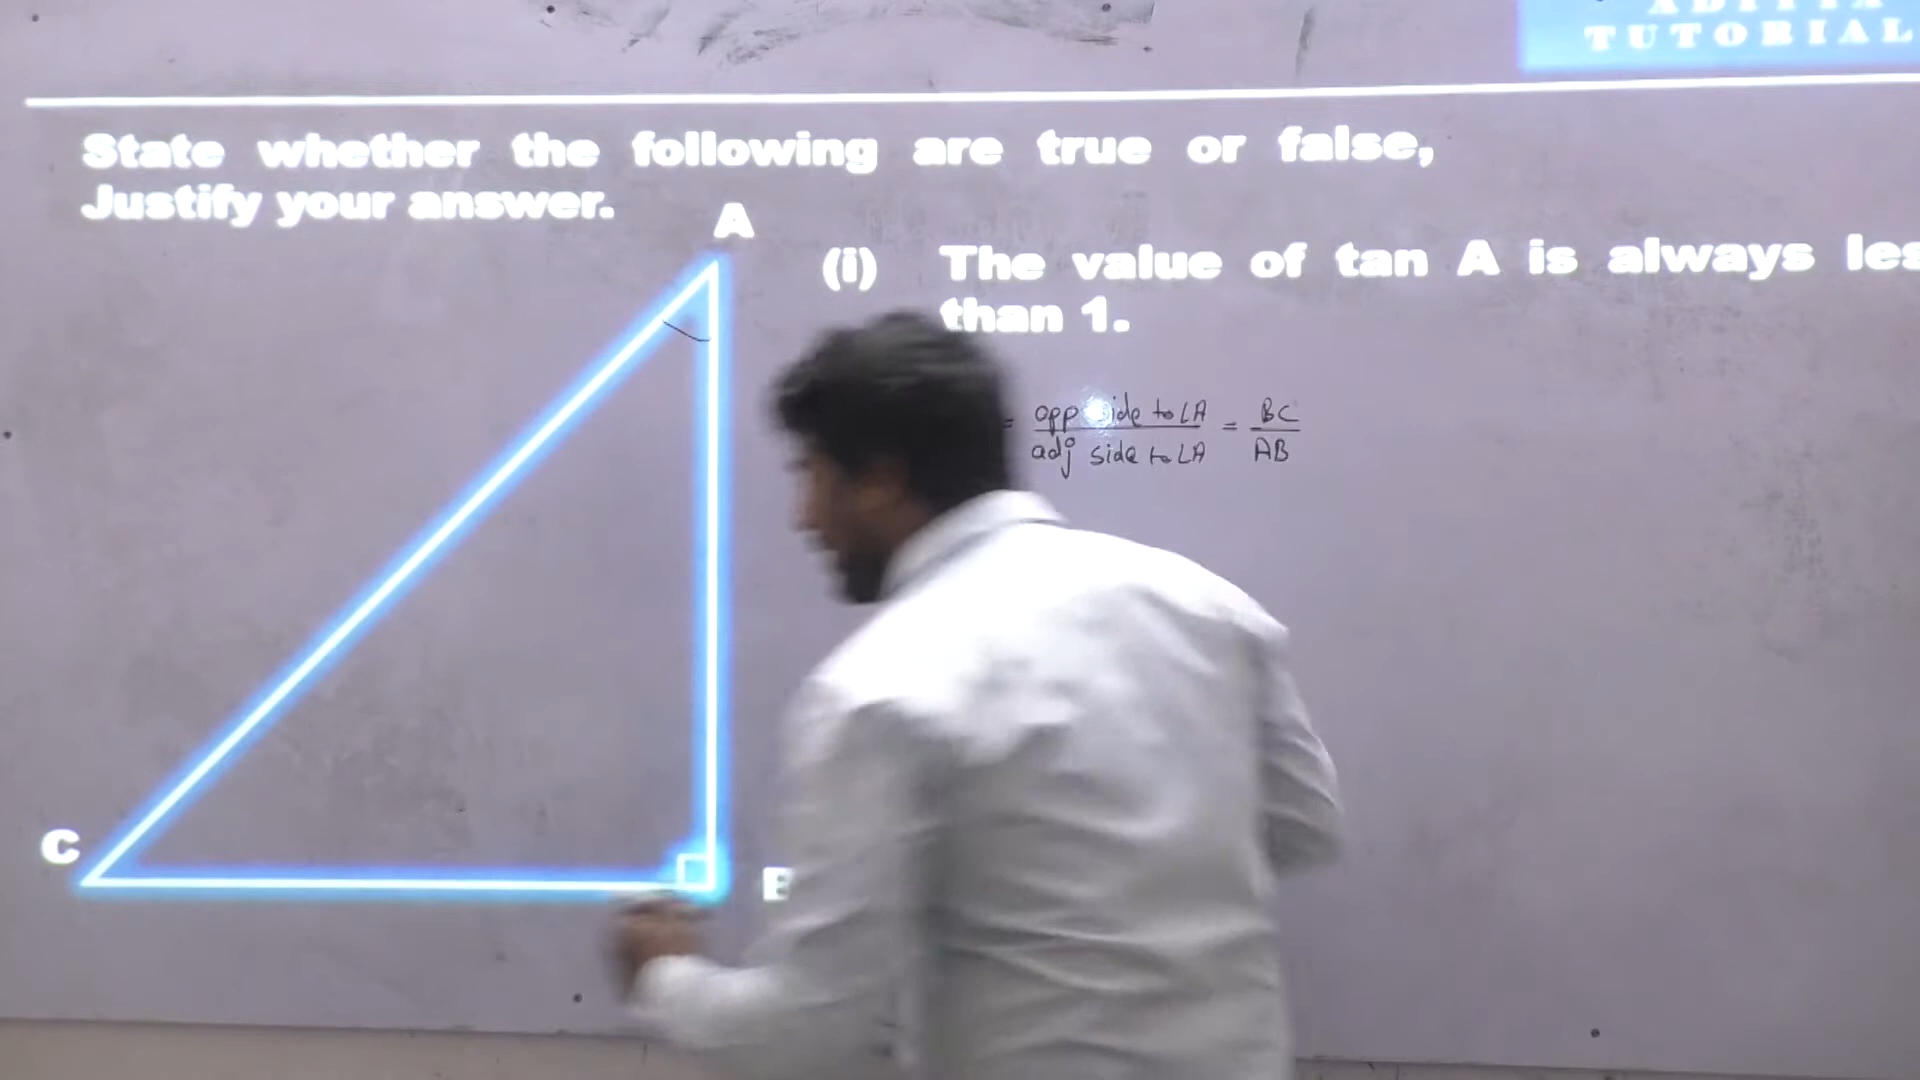 TUTORIAL
State whether the following are true or false,
Justify your answer.
A
(i) The value of tan A is always
than 1.
= opp side to ∠A = BC
adj side to ∠A AB
C
B